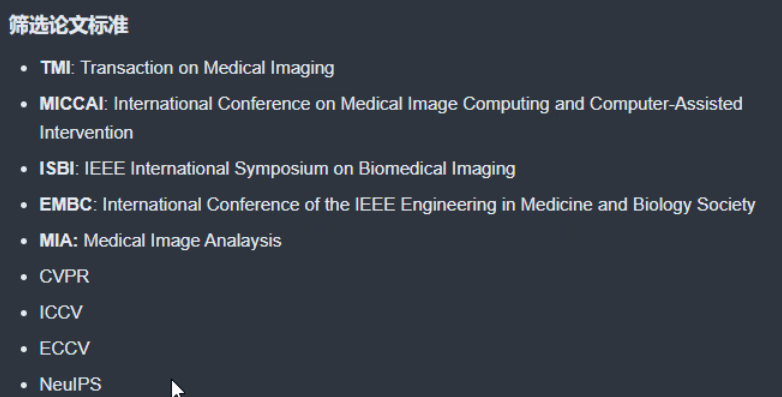 筛选论文标准
• TMI: Transaction on Medical Imaging
• MICCAI: International Conference on Medical Image Computing and Computer-Assisted
Intervention
• ISBI: IEEE International Symposium on Biomedical Imaging
• EMBC: International Conference of the IEEE Engineering in Medicine and Biology Society
• MIA: Medical Image Analaysis
• CVPR
• ICCV
• ECCV
• NeuIPS